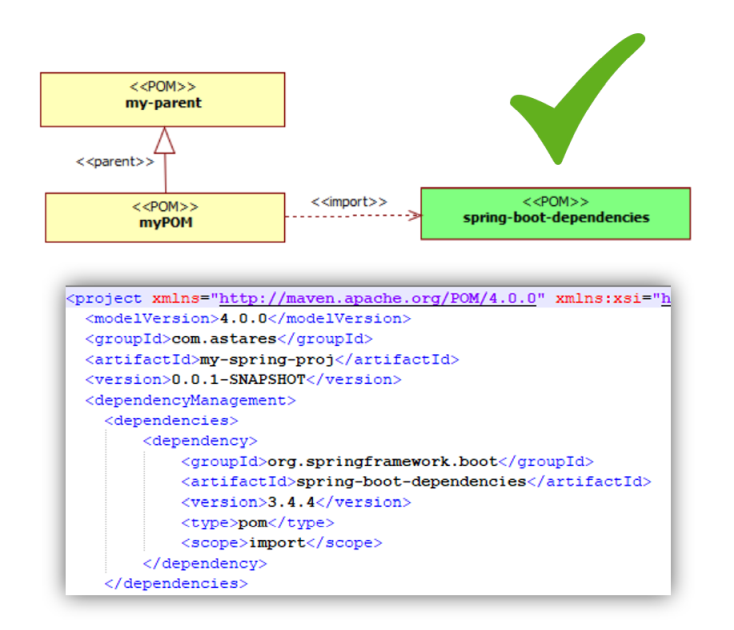 <<POM>>
my-parent
<<parent>>
<<POM>>
myPOM
<<import>>
<<POM>>
spring-boot-dependencies
<project xmlns="http://maven.apache.org/POM/4.0.0" xmlns:xsi="h
<modelVersion>4.0.0</modelVersion>
<groupId>com.astares</groupId>
<artifactId>my-spring-proj</artifactId>
<version>0.0.1-SNAPSHOT</version>
<dependencyManagement>
<dependencies>
<dependency>
<groupId>org.springframework.boot</groupId>
<artifactId>spring-boot-dependencies</artifactId>
<version>3.4.4</version>
<type>pom</type>
<scope>import</scope>
</dependency>
</dependencies>